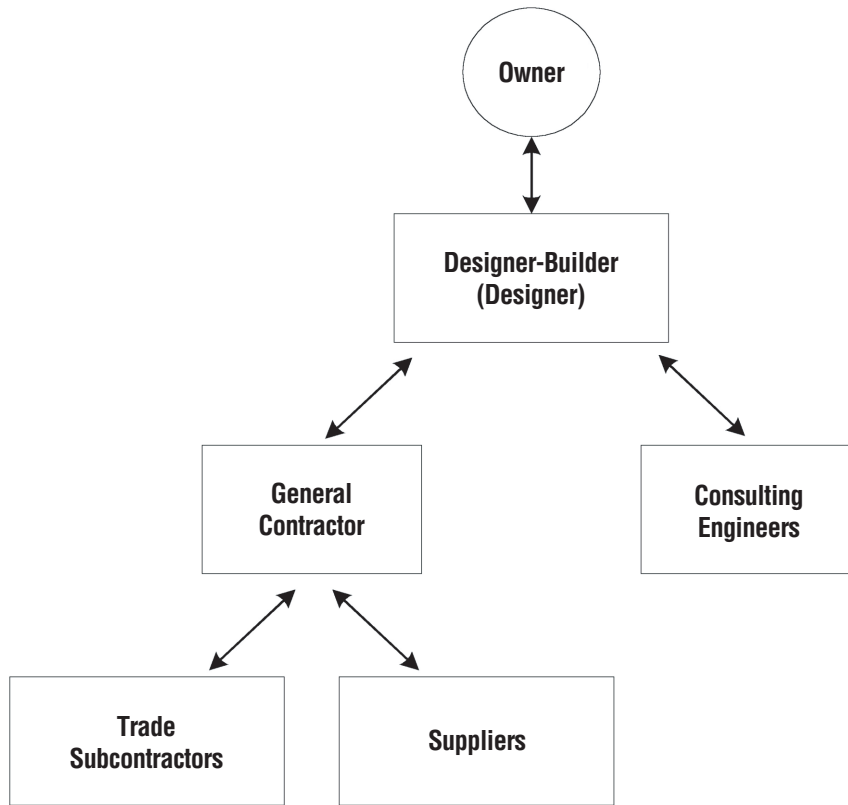 Owner
Designer-Builder
(Designer)
General
Contractor
Consulting
Engineers
Trade
Subcontractors
Suppliers